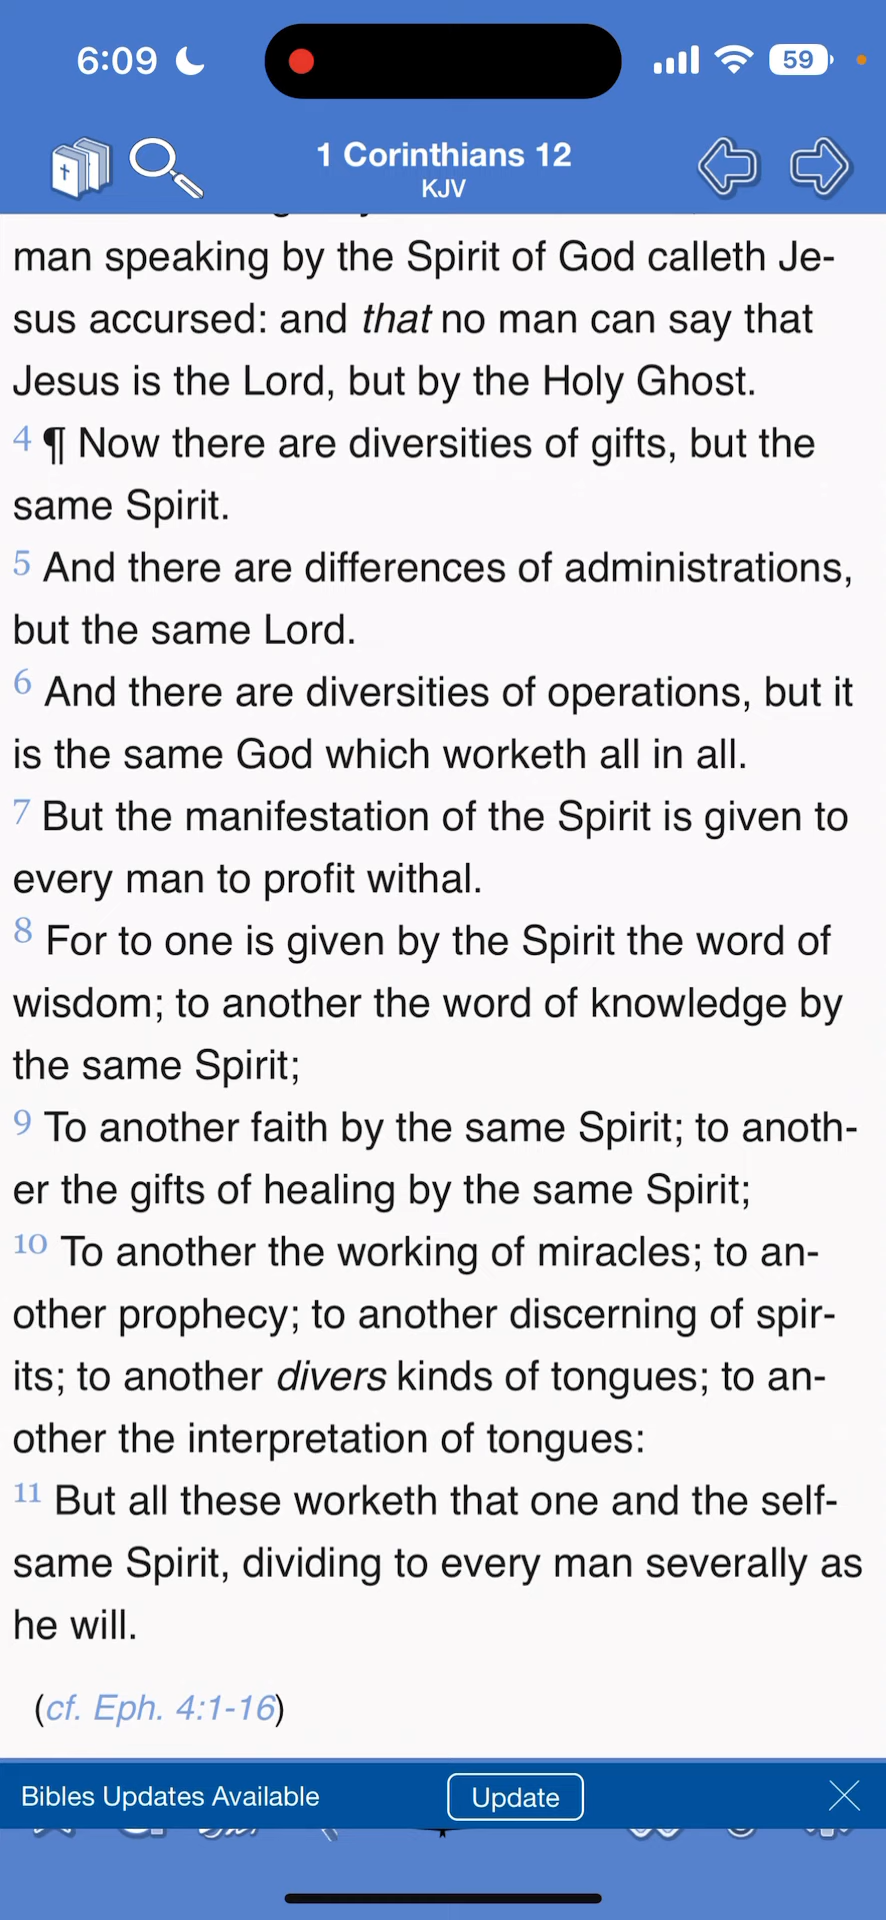 6:09
59
1 Corinthians 12
KJV
man speaking by the Spirit of God calleth Je-
sus accursed: and that no man can say that
Jesus is the Lord, but by the Holy Ghost.
4 ¶ Now there are diversities of gifts, but the
same Spirit.
5 And there are differences of administrations,
but the same Lord.
6 And there are diversities of operations, but it
is the same God which worketh all in all.
7 But the manifestation of the Spirit is given to
every man to profit withal.
8 For to one is given by the Spirit the word of
wisdom; to another the word of knowledge by
the same Spirit;
9 To another faith by the same Spirit; to anoth-
er the gifts of healing by the same Spirit;
10 To another the working of miracles; to an-
other prophecy; to another discerning of spir-
its; to another divers kinds of tongues; to an-
other the interpretation of tongues:
11 But all these worketh that one and the self-
same Spirit, dividing to every man severally as
he will.
(cf. Eph. 4:1-16)
Bibles Updates Available
Update